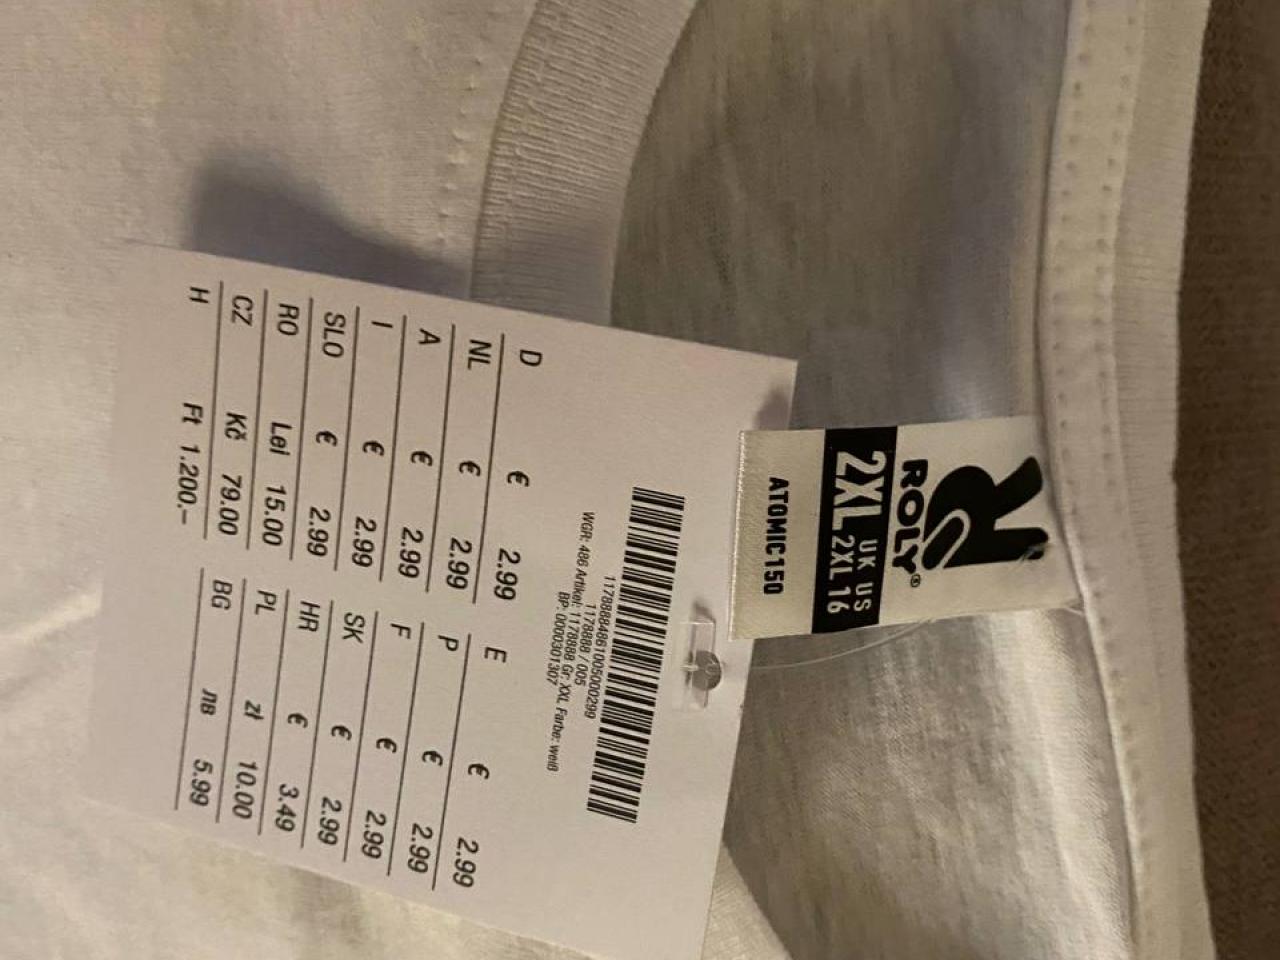 ROLY®
UK US
2XL 2XL 16
ATOMIC150
11788884861005000299
1178888 / 005
WGR: 486 Artikel: 1178888 Gr: XXL Farbe: weiß
BP: 0000301307
D € 2.99 E € 2.99
NL € 2.99 P € 2.99
A € 2.99 F € 2.99
I € 2.99 SK € 2.99
SLO € 2.99 HR € 3.49
RO Lei 15.00 PL zł 10.00
CZ Kč 79.00 BG лв 5.99
H Ft 1.200.-